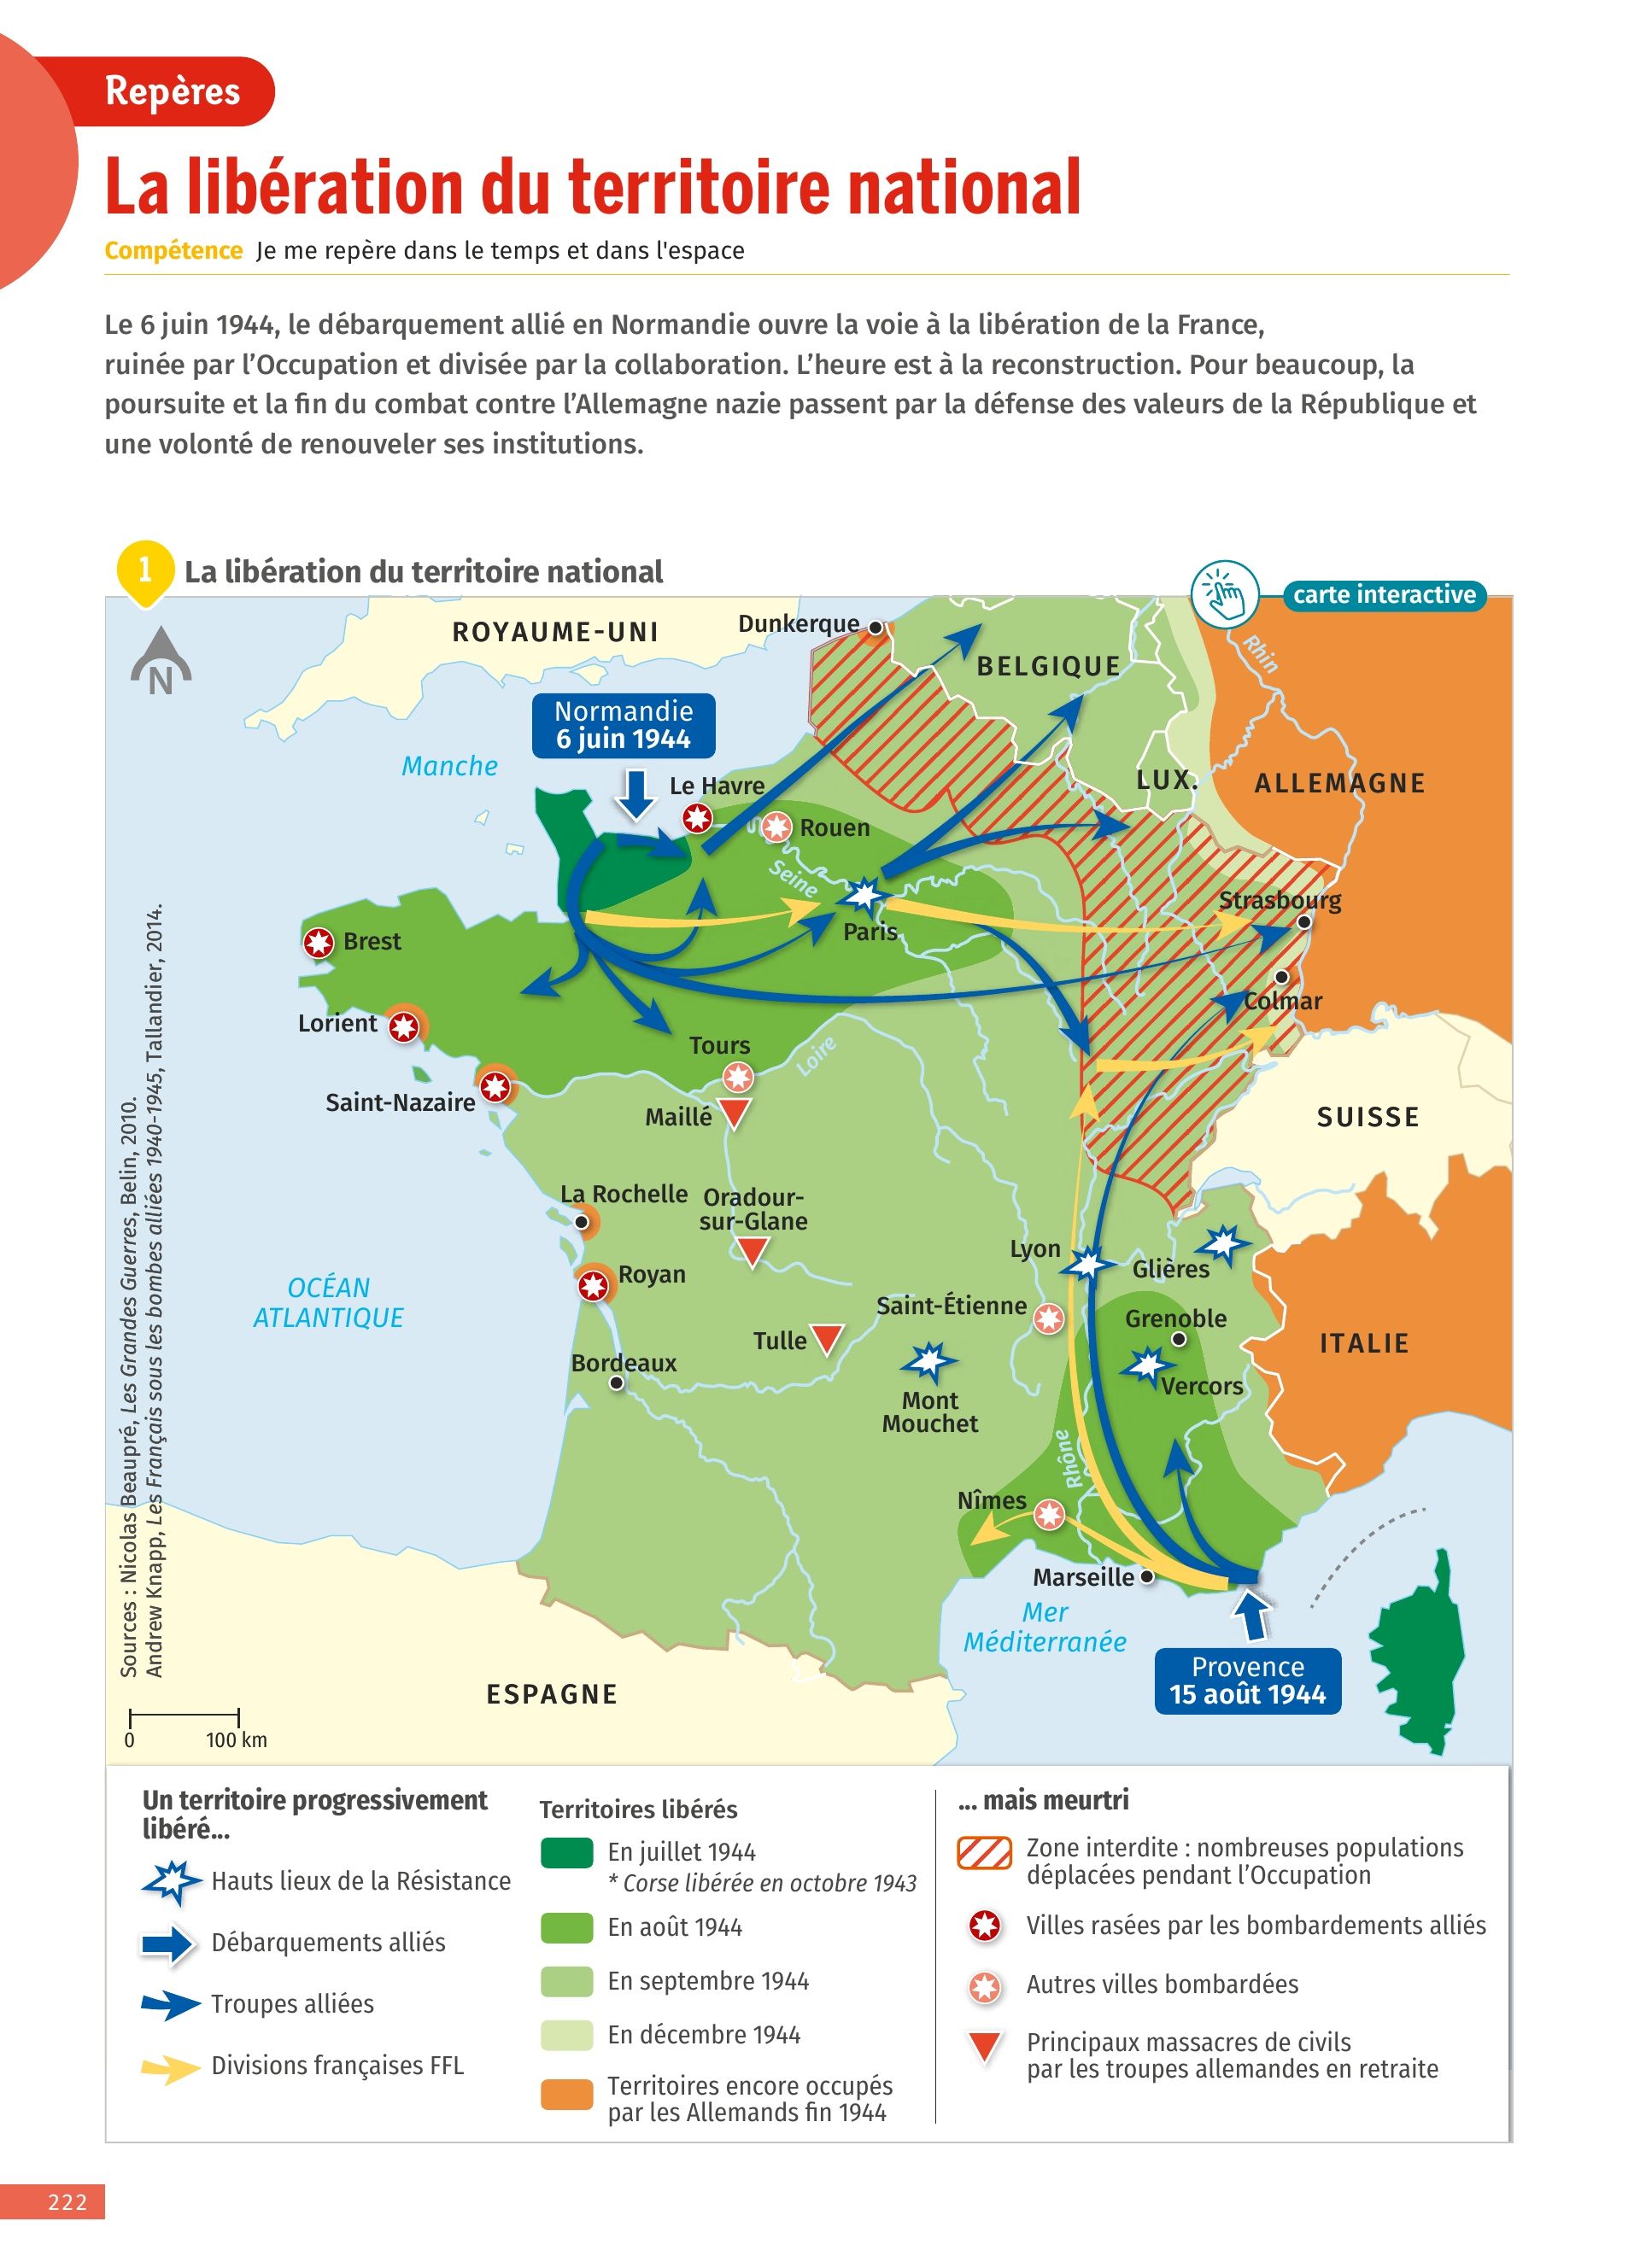 Repères
La libération du territoire national
Compétence Je me repère dans le temps et dans l'espace
Le 6 juin 1944, le débarquement allié en Normandie ouvre la voie à la libération de la France,
ruinée par l’Occupation et divisée par la collaboration. L’heure est à la reconstruction. Pour beaucoup, la
poursuite et la fin du combat contre l’Allemagne nazie passent par la défense des valeurs de la République et
une volonté de renouveler ses institutions.
1 La libération du territoire national
carte interactive
N
ROYAUME-UNI
Dunkerque
BELGIQUE
Rhin
Normandie
6 juin 1944
Manche
Le Havre
LUX.
ALLEMAGNE
Rouen
Seine
Strasbourg
Paris
Brest
Colmar
Lorient
Tours
Loire
Saint-Nazaire
Maillé
SUISSE
La Rochelle
Oradour-
sur-Glane
Lyon
Glières
Royan
OCÉAN
ATLANTIQUE
Saint-Étienne
Grenoble
Tulle
ITALIE
Bordeaux
Vercors
Mont
Mouchet
Rhône
Nîmes
Marseille
Mer
Méditerranée
Provence
15 août 1944
ESPAGNE
Sources : Nicolas Beaupré, Les Grandes Guerres, Belin, 2010.
Andrew Knapp, Les Français sous les bombes alliées 1940-1945, Tallandier, 2014.
0 100 km
Un territoire progressivement
libéré...
Hauts lieux de la Résistance
Débarquements alliés
Troupes alliées
Divisions françaises FFL
Territoires libérés
En juillet 1944
* Corse libérée en octobre 1943
En août 1944
En septembre 1944
En décembre 1944
Territoires encore occupés
par les Allemands fin 1944
... mais meurtri
Zone interdite : nombreuses populations
déplacées pendant l’Occupation
Villes rasées par les bombardements alliés
Autres villes bombardées
Principaux massacres de civils
par les troupes allemandes en retraite
222